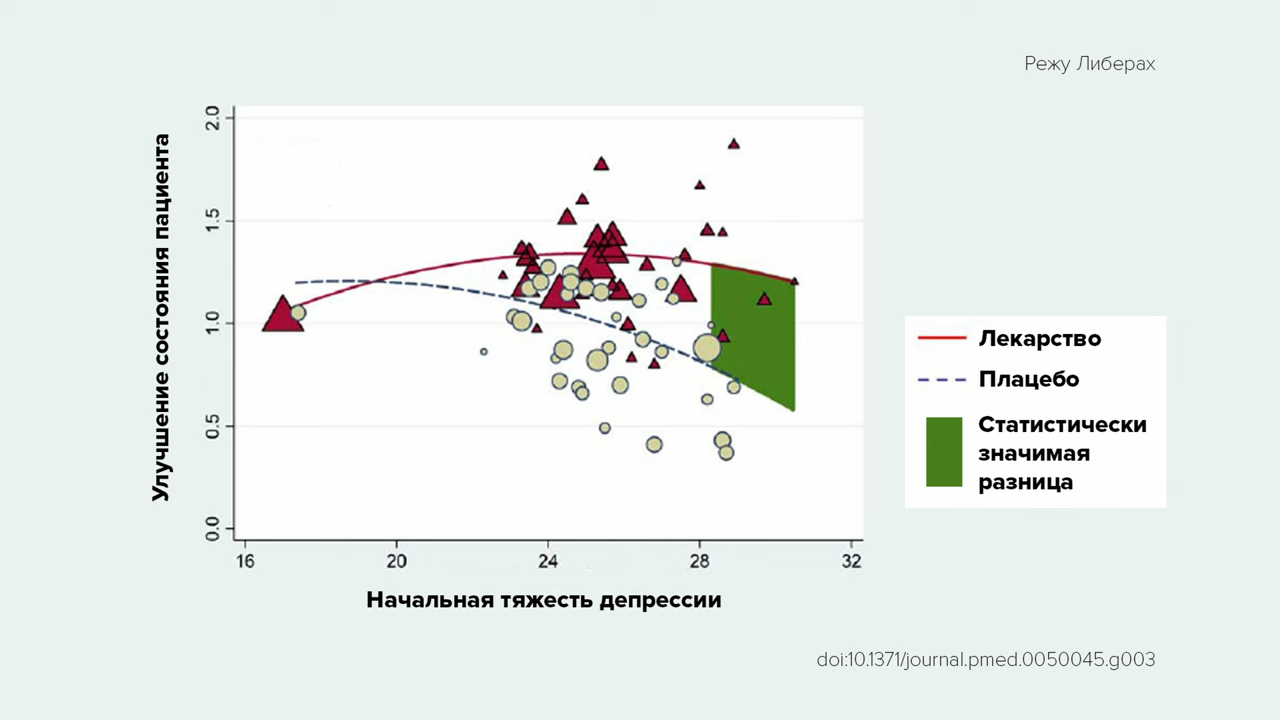 Режу Либерах
Улучшение состояния пациента
2.0
1.5
1.0
0.5
0.0
16 20 24 28 32
Начальная тяжесть депрессии
Лекарство
Плацебо
Статистически
значимая
разница
doi:10.1371/journal.pmed.0050045.g003